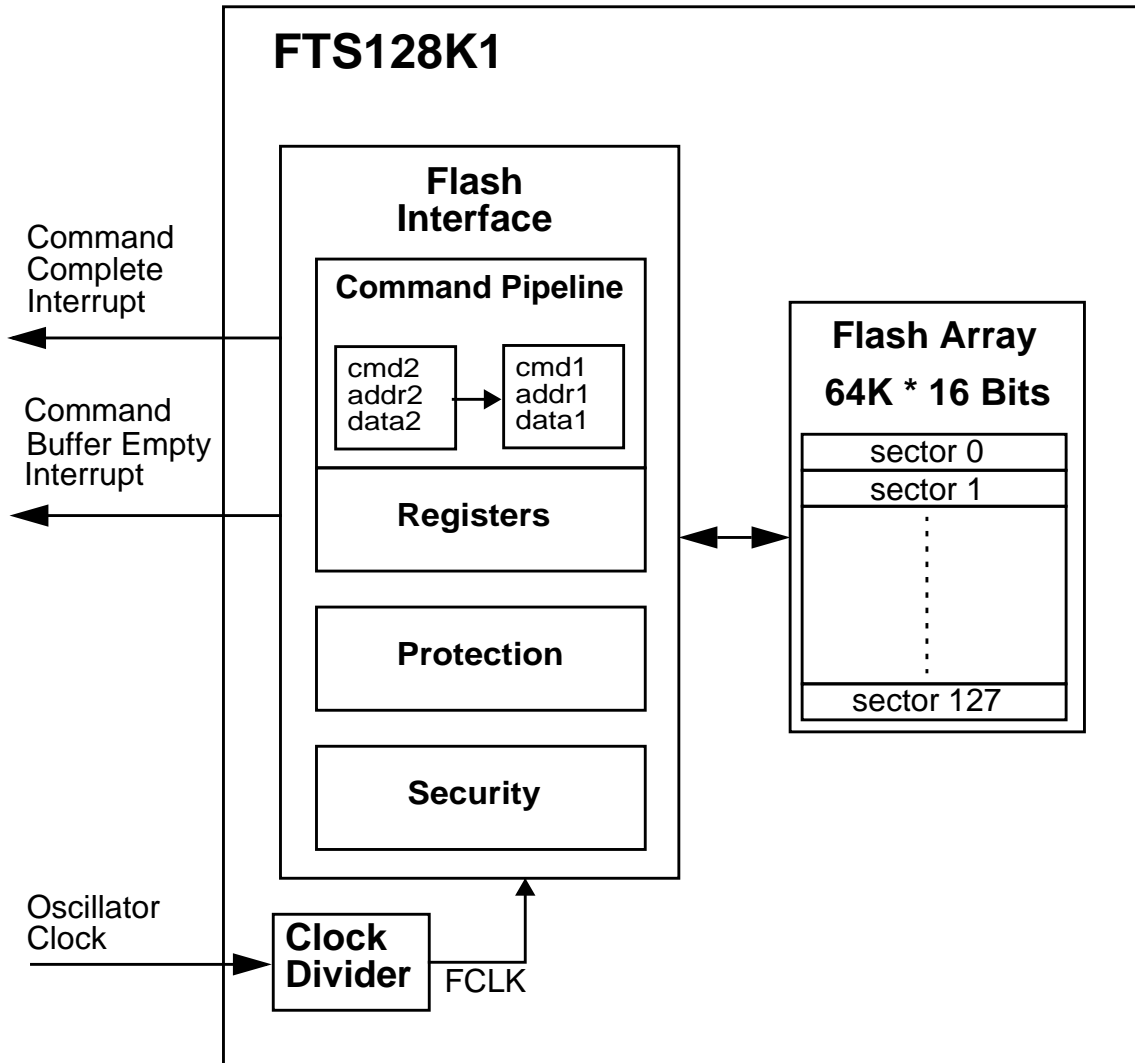 FTS128K1
Flash
Interface
Command
Complete
Interrupt
Command Pipeline
cmd2
addr2
data2
cmd1
addr1
data1
Command
Buffer Empty
Interrupt
Registers
Protection
Security
Flash Array
64K * 16 Bits
sector 0
sector 1
sector 127
Oscillator
Clock
Clock
Divider
FCLK